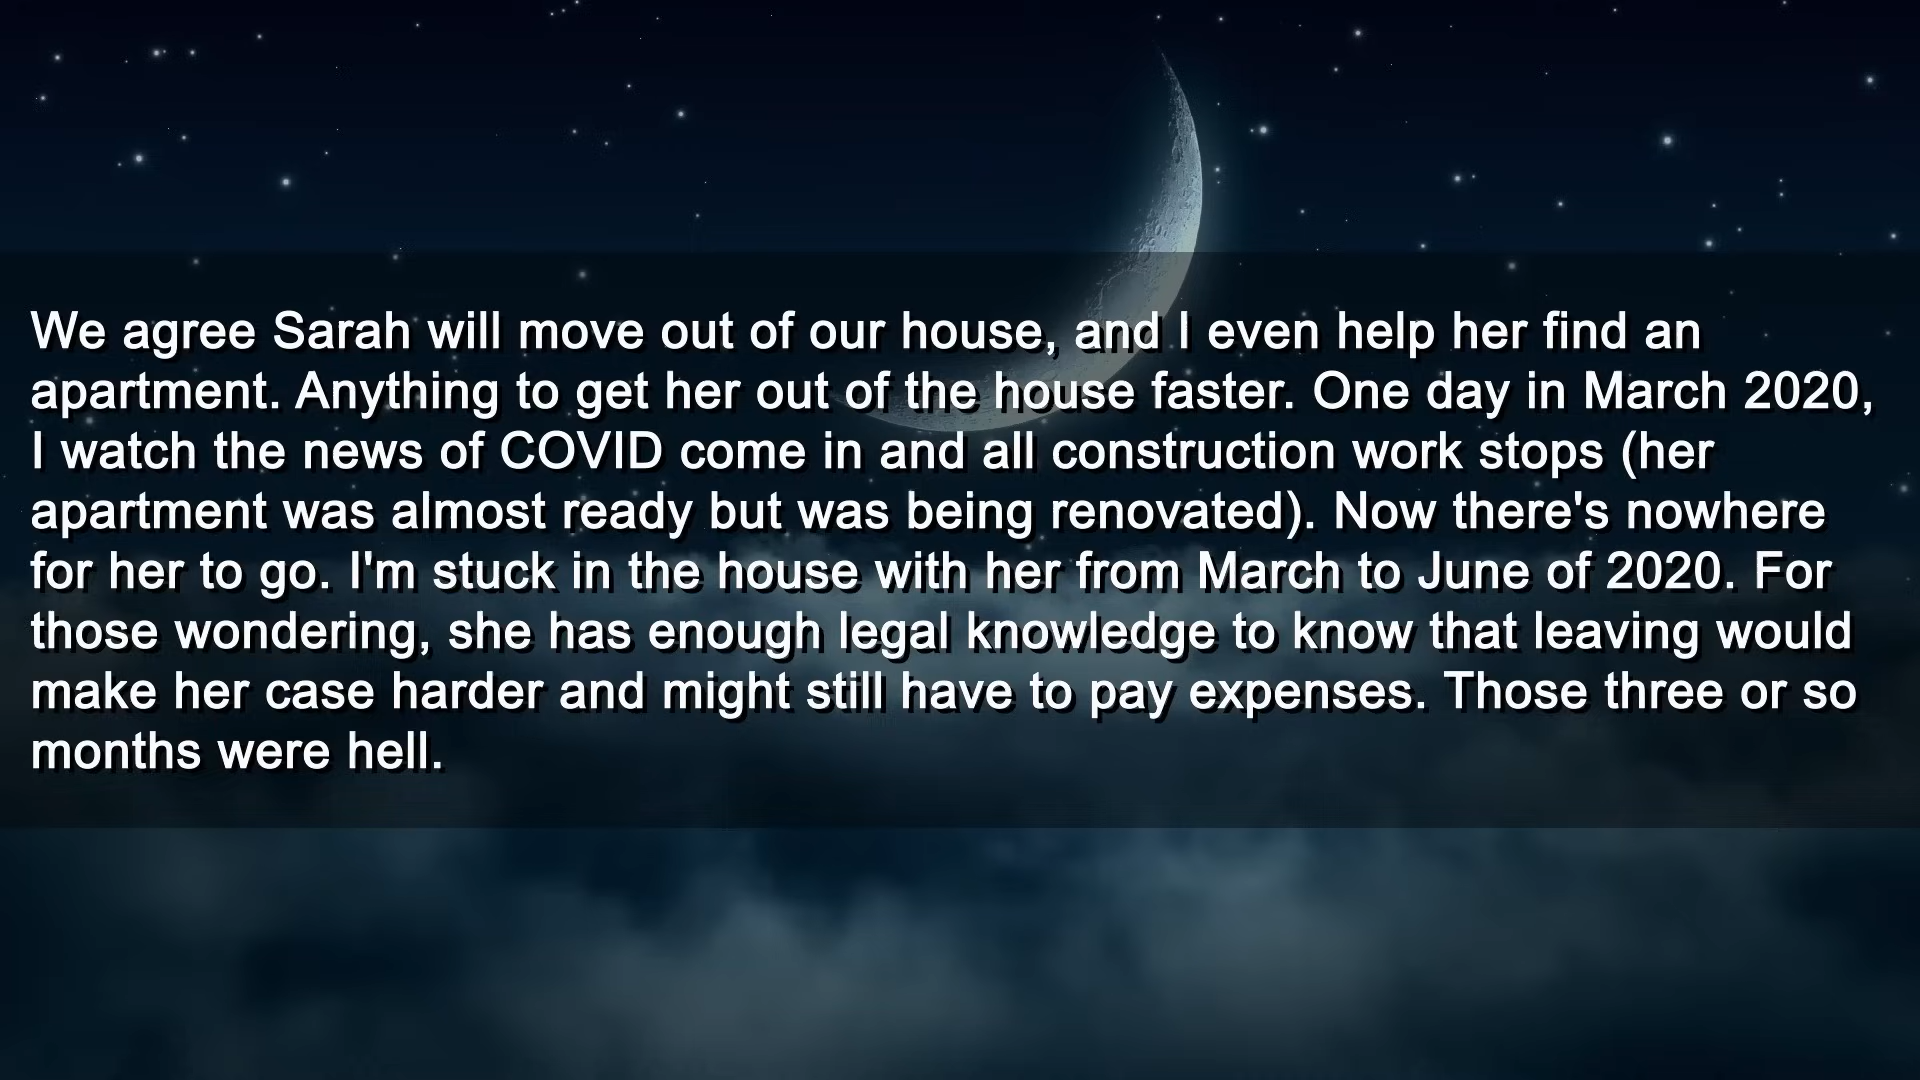 We agree Sarah will move out of our house, and I even help her find an
apartment. Anything to get her out of the house faster. One day in March 2020,
I watch the news of COVID come in and all construction work stops (her
apartment was almost ready but was being renovated). Now there's nowhere
for her to go. I'm stuck in the house with her from March to June of 2020. For
those wondering, she has enough legal knowledge to know that leaving would
make her case harder and might still have to pay expenses. Those three or so
months were hell.